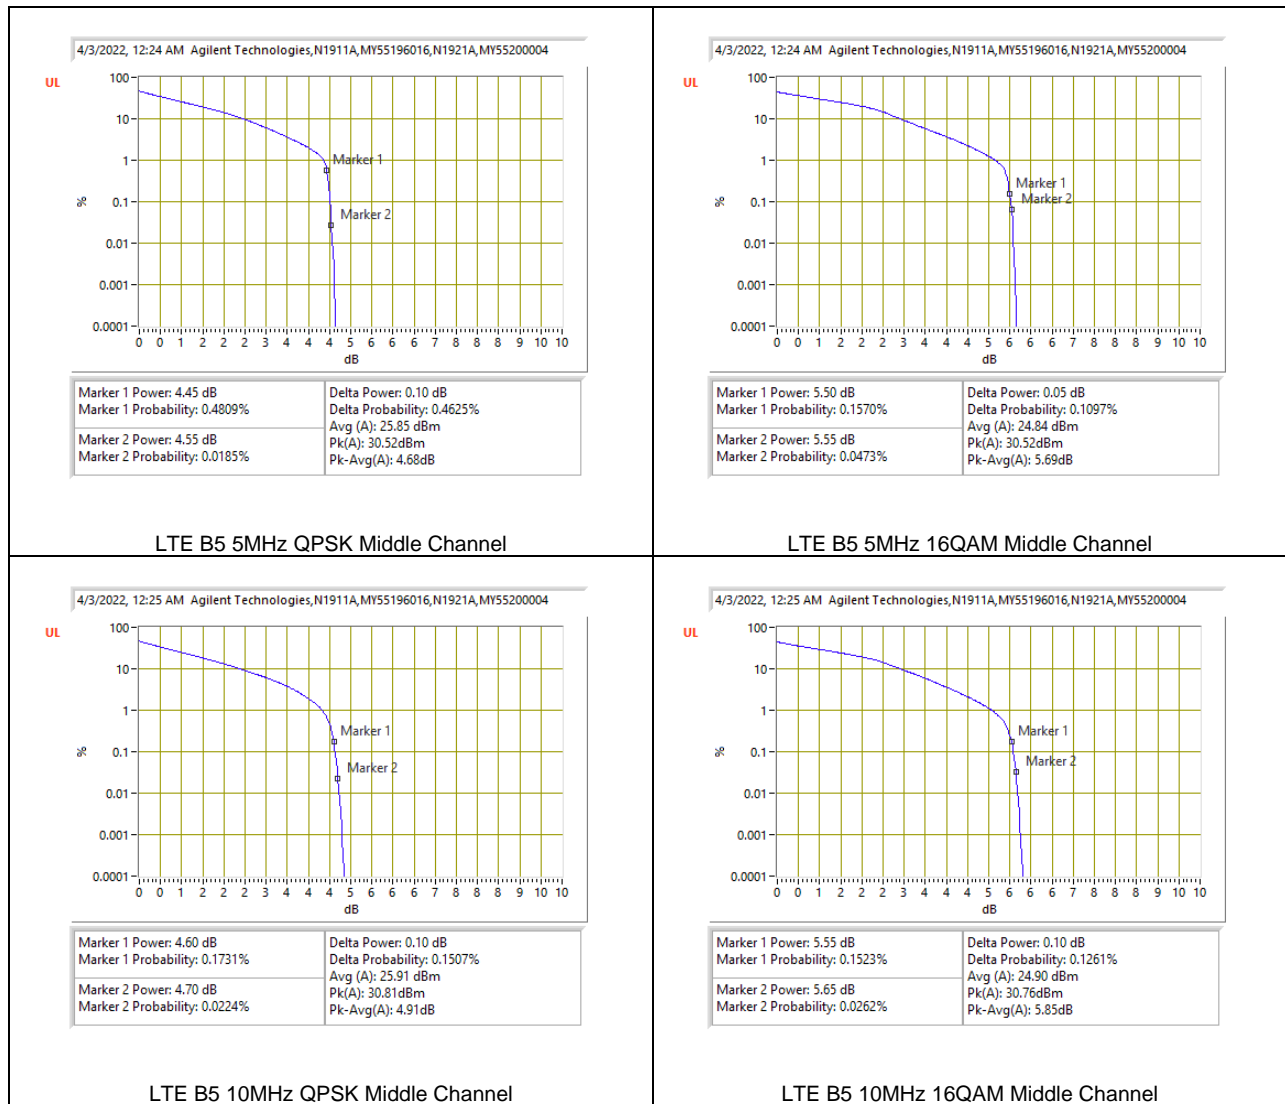 4/3/2022, 12:24 AM Agilent Technologies,N1911A,MY55196016,N1921A,MY55200004
UL
100
10
1
0.1
0.01
0.001
0.0001
%
Marker 1
Marker 2
0 0 1 2 2 2 3 3 4 4 4 5 6 6 6 7 8 8 9 10 10
dB
Marker 1 Power: 4.45 dB
Marker 1 Probability: 0.4809%
Marker 2 Power: 4.55 dB
Marker 2 Probability: 0.0185%
Delta Power: 0.10 dB
Delta Probability: 0.4625%
Avg (A): 25.85 dBm
Pk(A): 30.52dBm
Pk-Avg(A): 4.68dB
LTE B5 5MHz QPSK Middle Channel
4/3/2022, 12:24 AM Agilent Technologies,N1911A,MY55196016,N1921A,MY55200004
UL
100
10
1
0.1
0.01
0.001
0.0001
%
Marker 1
Marker 2
0 0 1 2 2 2 3 3 4 4 5 5 6 6 7 7 8 8 9 10 10
dB
Marker 1 Power: 5.50 dB
Marker 1 Probability: 0.1570%
Marker 2 Power: 5.55 dB
Marker 2 Probability: 0.0473%
Delta Power: 0.05 dB
Delta Probability: 0.1097%
Avg (A): 24.84 dBm
Pk(A): 30.52dBm
Pk-Avg(A): 5.69dB
LTE B5 5MHz 16QAM Middle Channel
4/3/2022, 12:25 AM Agilent Technologies,N1911A,MY55196016,N1921A,MY55200004
UL
100
10
1
0.1
0.01
0.001
0.0001
%
Marker 1
Marker 2
0 0 1 2 2 2 3 3 4 4 4 5 6 6 6 7 8 8 9 10 10
dB
Marker 1 Power: 4.60 dB
Marker 1 Probability: 0.1731%
Marker 2 Power: 4.70 dB
Marker 2 Probability: 0.0224%
Delta Power: 0.10 dB
Delta Probability: 0.1507%
Avg (A): 25.91 dBm
Pk(A): 30.81dBm
Pk-Avg(A): 4.91dB
LTE B5 10MHz QPSK Middle Channel
4/3/2022, 12:25 AM Agilent Technologies,N1911A,MY55196016,N1921A,MY55200004
UL
100
10
1
0.1
0.01
0.001
0.0001
%
Marker 1
Marker 2
0 0 1 2 2 2 3 3 4 4 5 5 6 6 7 7 8 8 9 10 10
dB
Marker 1 Power: 5.55 dB
Marker 1 Probability: 0.1523%
Marker 2 Power: 5.65 dB
Marker 2 Probability: 0.0262%
Delta Power: 0.10 dB
Delta Probability: 0.1261%
Avg (A): 24.90 dBm
Pk(A): 30.76dBm
Pk-Avg(A): 5.85dB
LTE B5 10MHz 16QAM Middle Channel